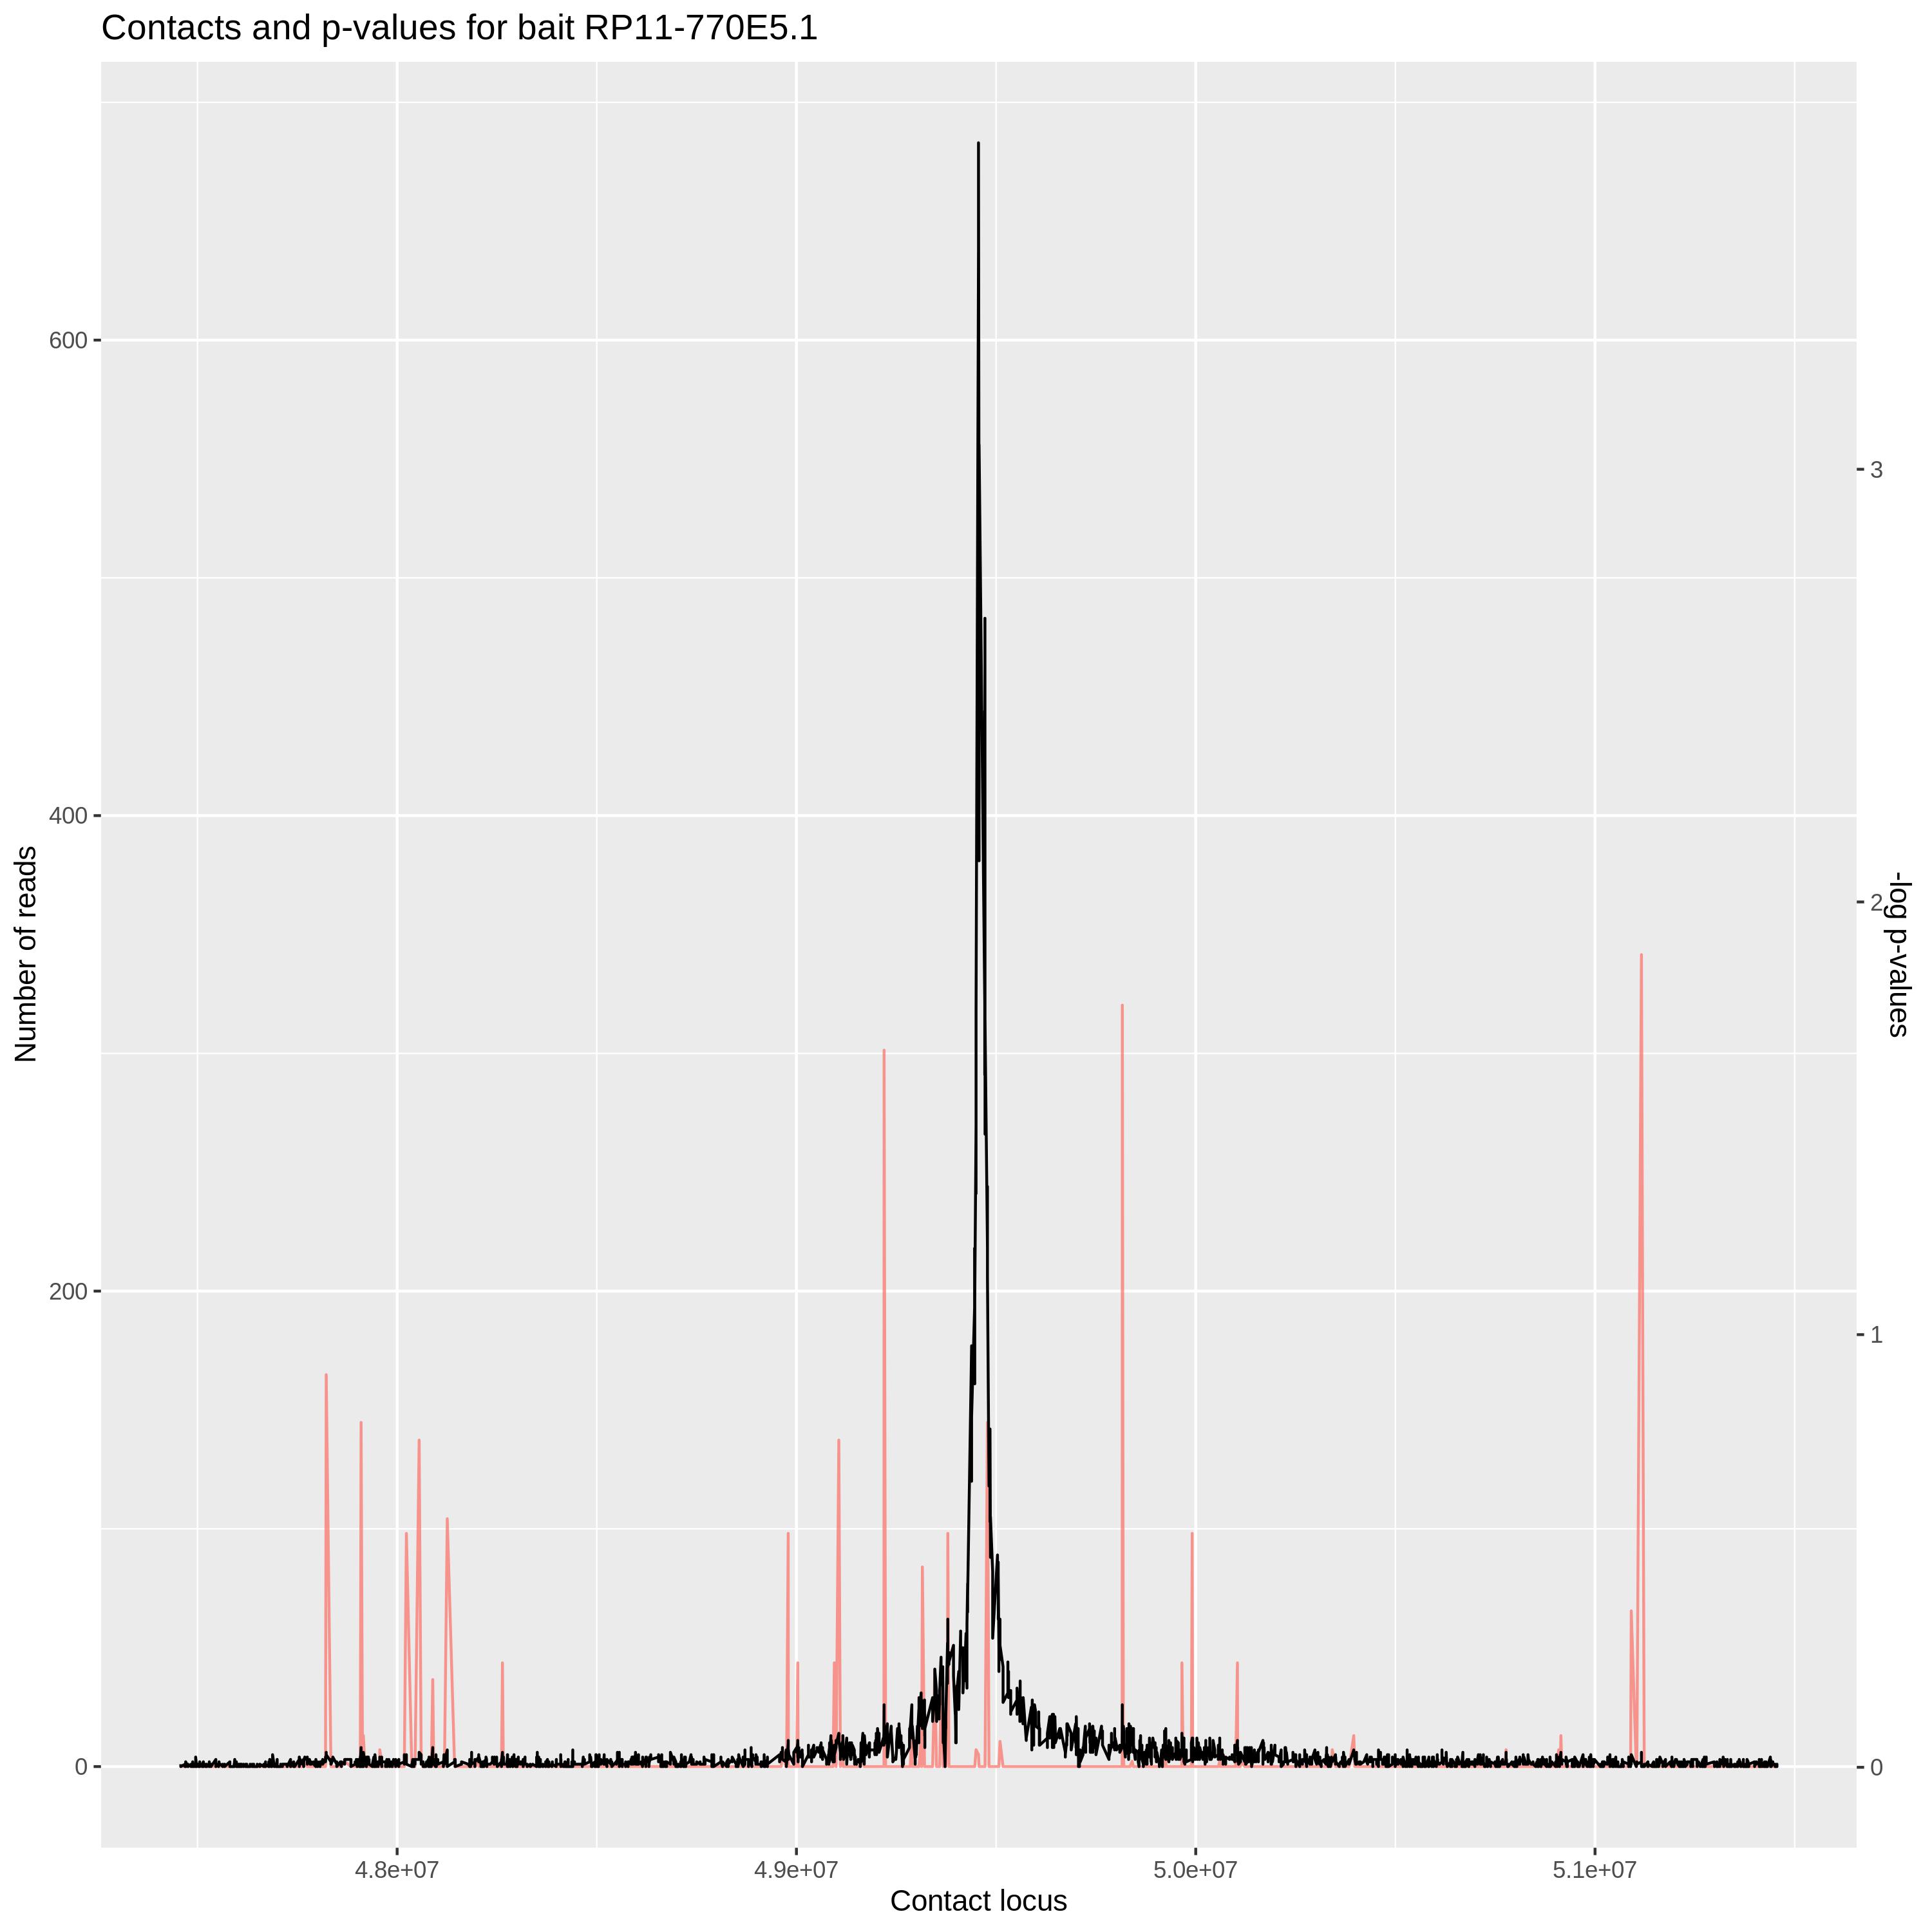 Contacts and p-values for bait RP11-770E5.1
600
400
200
0
Number of reads
3
2
1
0
-log p-values
4.8e+07
4.9e+07
5.0e+07
5.1e+07
Contact locus